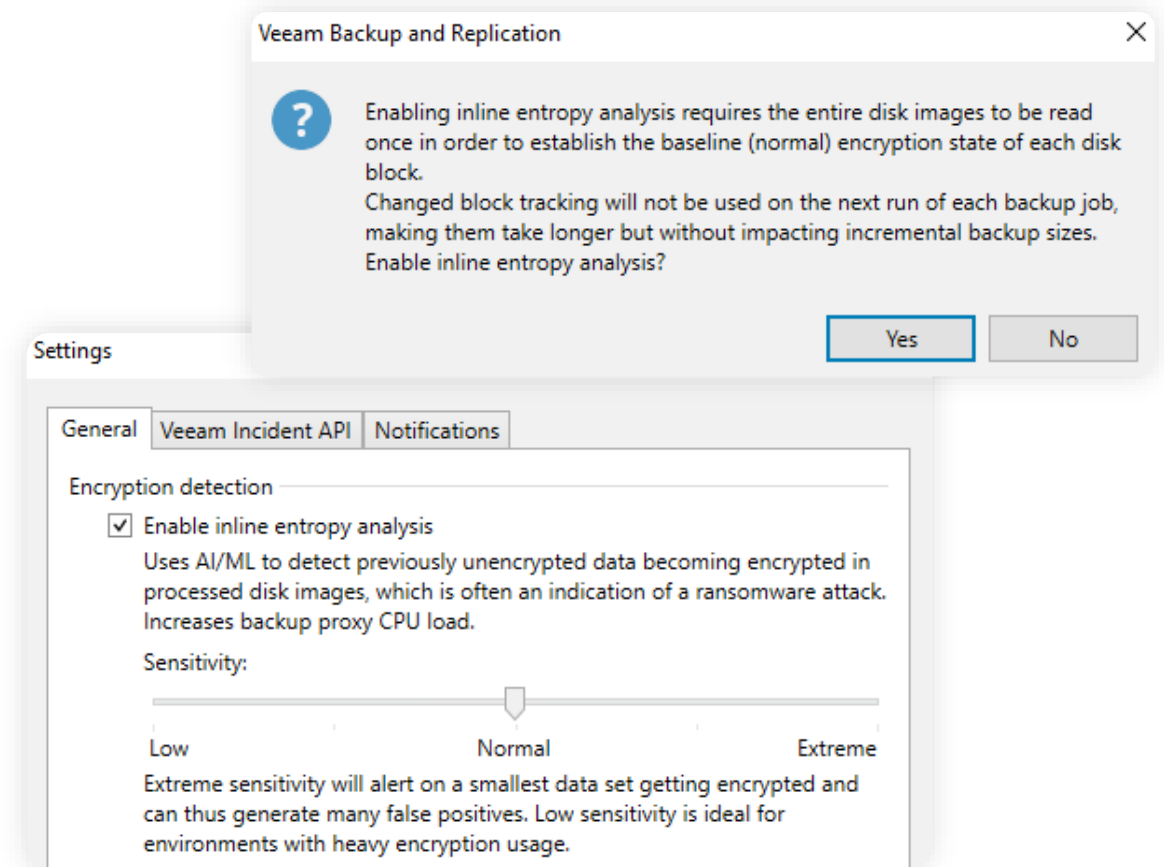 Veeam Backup and Replication
Enabling inline entropy analysis requires the entire disk images to be read
once in order to establish the baseline (normal) encryption state of each disk
block.
Changed block tracking will not be used on the next run of each backup job,
making them take longer but without impacting incremental backup sizes.
Enable inline entropy analysis?
Yes No
Settings
General Veeam Incident API Notifications
Encryption detection
Enable inline entropy analysis
Uses AI/ML to detect previously unencrypted data becoming encrypted in
processed disk images, which is often an indication of a ransomware attack.
Increases backup proxy CPU load.
Sensitivity:
Low Normal Extreme
Extreme sensitivity will alert on a smallest data set getting encrypted and
can thus generate many false positives. Low sensitivity is ideal for
environments with heavy encryption usage.